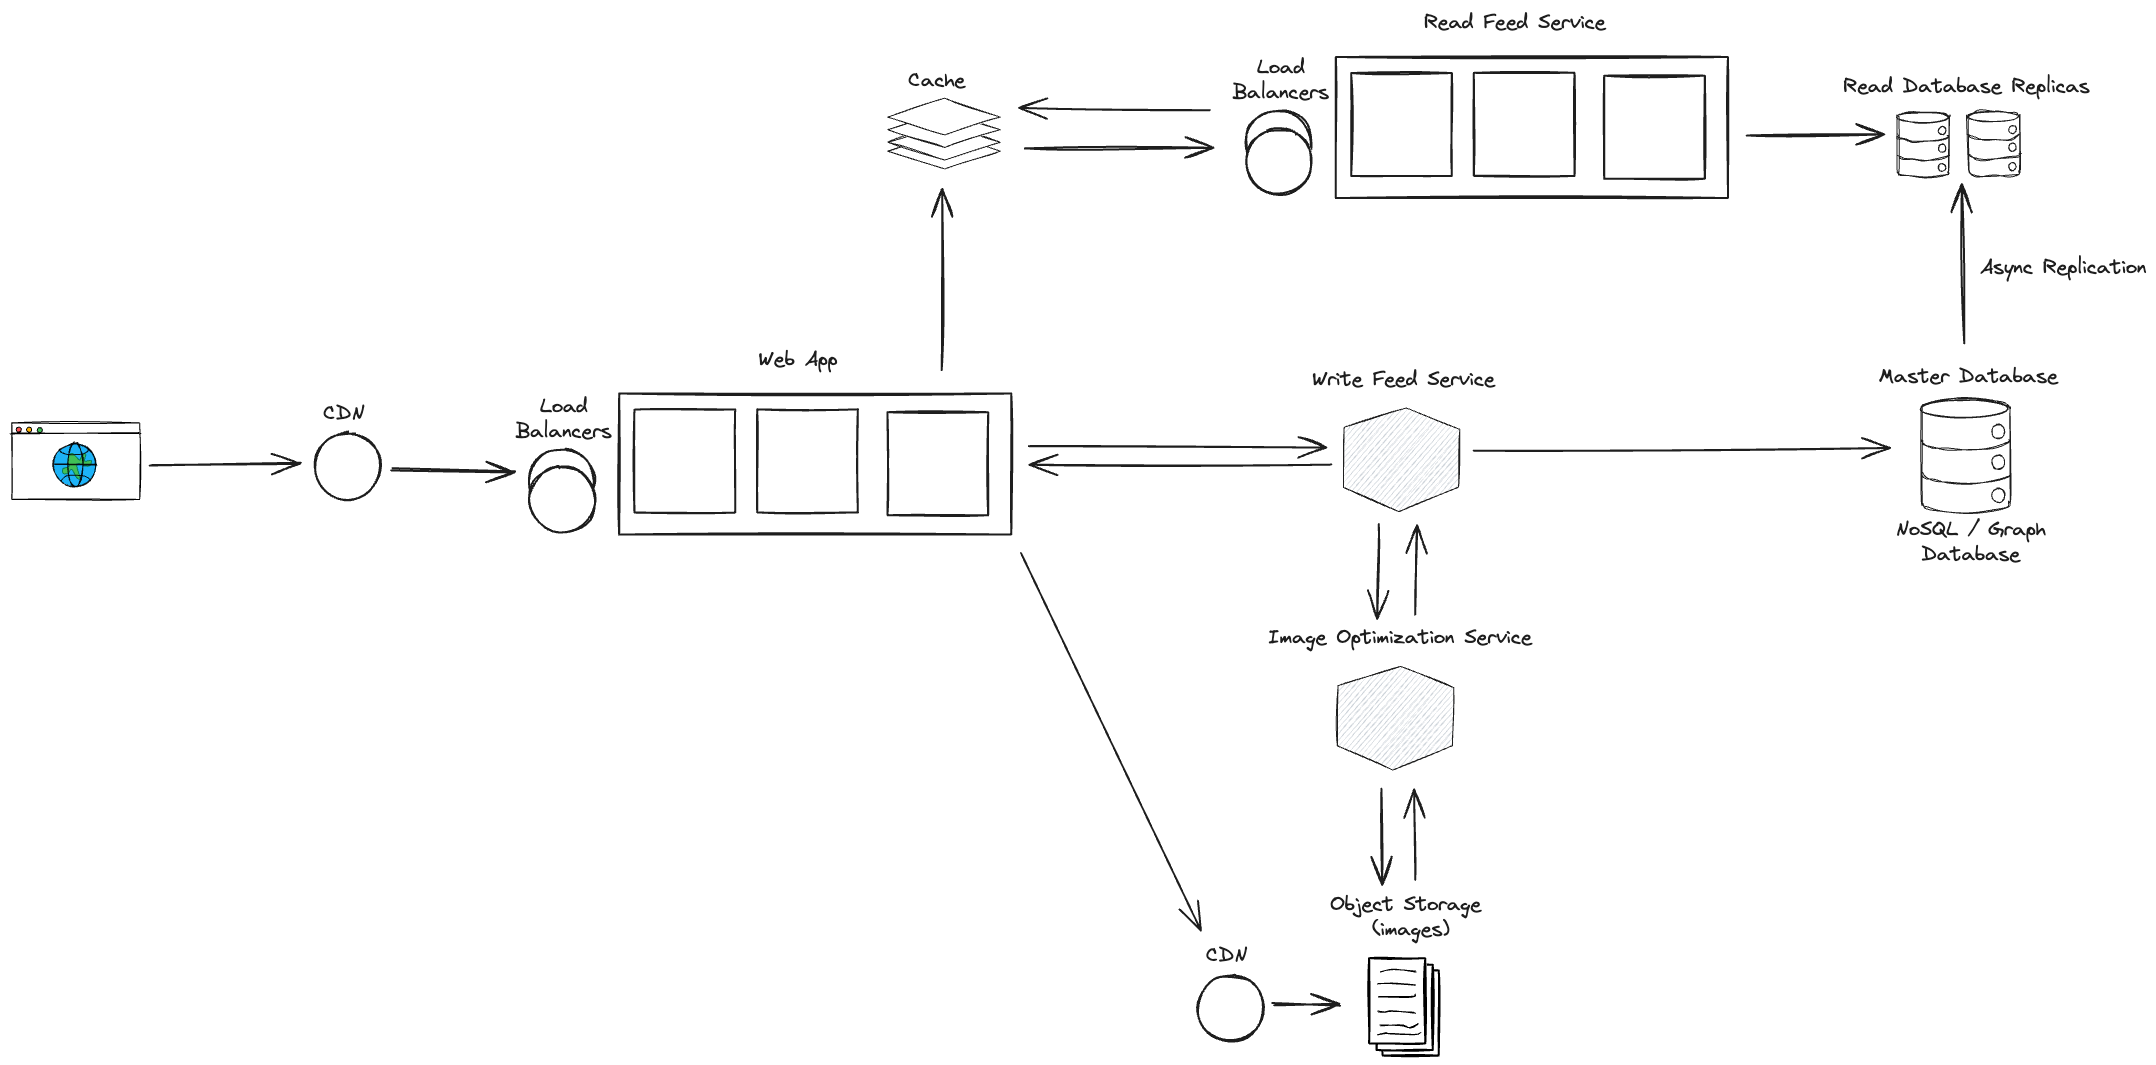 Read Feed Service
Cache
Load
Balancers
Read Database Replicas
Async Replication
Web App
CDN
Load
Balancers
Write Feed Service
Master Database
NoSQL / Graph
Database
Image Optimization Service
Object Storage
(images)
CDN